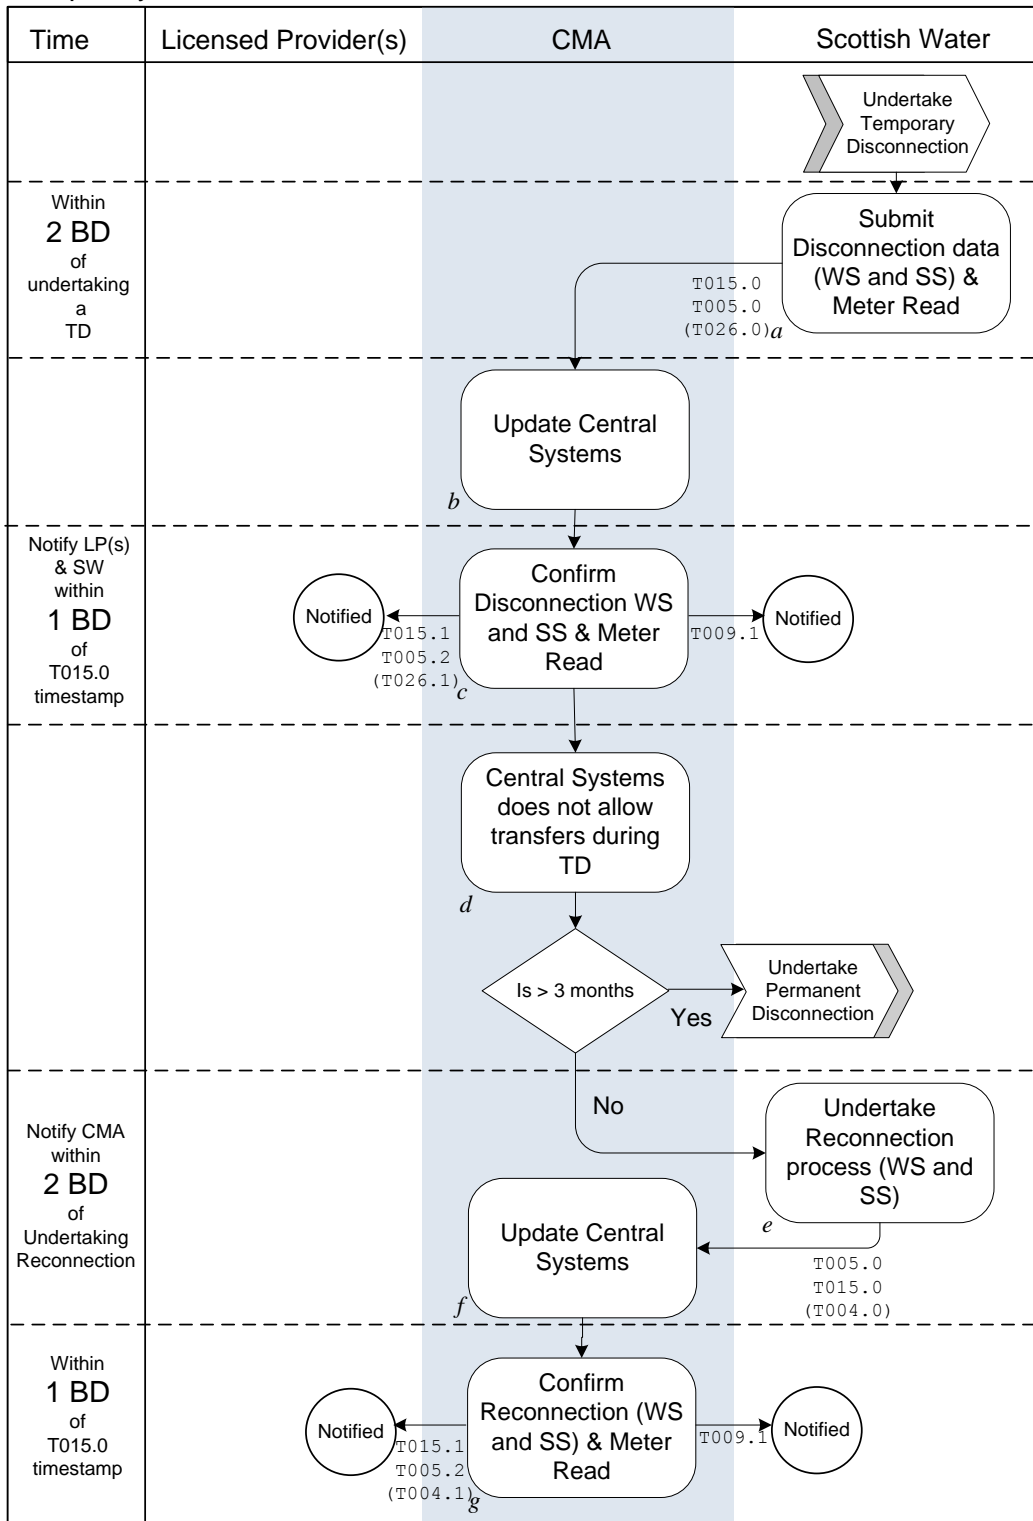 Time
Licensed Provider(s)
CMA
Scottish Water
Undertake
Temporary
Disconnection
Within
2 BD
of
undertaking
a
TD
Submit
Disconnection data
(WS and SS) &
Meter Read
T015.0
T005.0
(T026.0)
a
Update Central
Systems
b
Notify LP(s)
& SW
within
1 BD
of
T015.0
timestamp
Notified
T015.1
T005.2
(T026.1)
Confirm
Disconnection WS
and SS & Meter
Read
c
T009.1
Notified
Central Systems
does not allow
transfers during
TD
d
Is > 3 months
Yes
Undertake
Permanent
Disconnection
No
Notify CMA
within
2 BD
of
Undertaking
Reconnection
Undertake
Reconnection
process (WS and
SS)
e
T005.0
T015.0
(T004.0)
Update Central
Systems
f
Within
1 BD
of
T015.0
timestamp
Notified
T015.1
T005.2
(T004.1)
Confirm
Reconnection (WS
and SS) & Meter
Read
g
T009.1
Notified